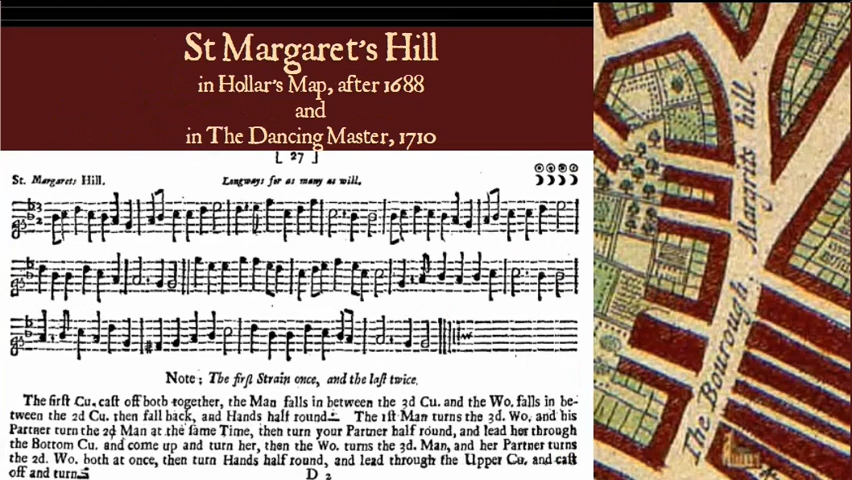 St Margaret's Hill
in Hollar's Map, after 1688
and
in The Dancing Master, 1710
[ 27 ]
St. Margarets Hill.
Longways for as many as will.
Note; The first Strain once, and the last twice.
The first Cu. cast off both together, the Man falls in between the 3d Cu. and the Wo. falls in be-
tween the 2d Cu. then fall back, and Hands half round The 1st Man turns the 3d. Wo, and his
Partner turn the 2d Man at the same Time, then turn your Partner half round, and lead her through
the Bottom Cu. and come up and turn her, then the Wo. turns the 3d. Man, and her Partner turns
the 2d. Wo. both at once, then turn Hands half round, and lead through the Upper Cu, and cast
off and turn
D 2
The Bourough
Margrits hill